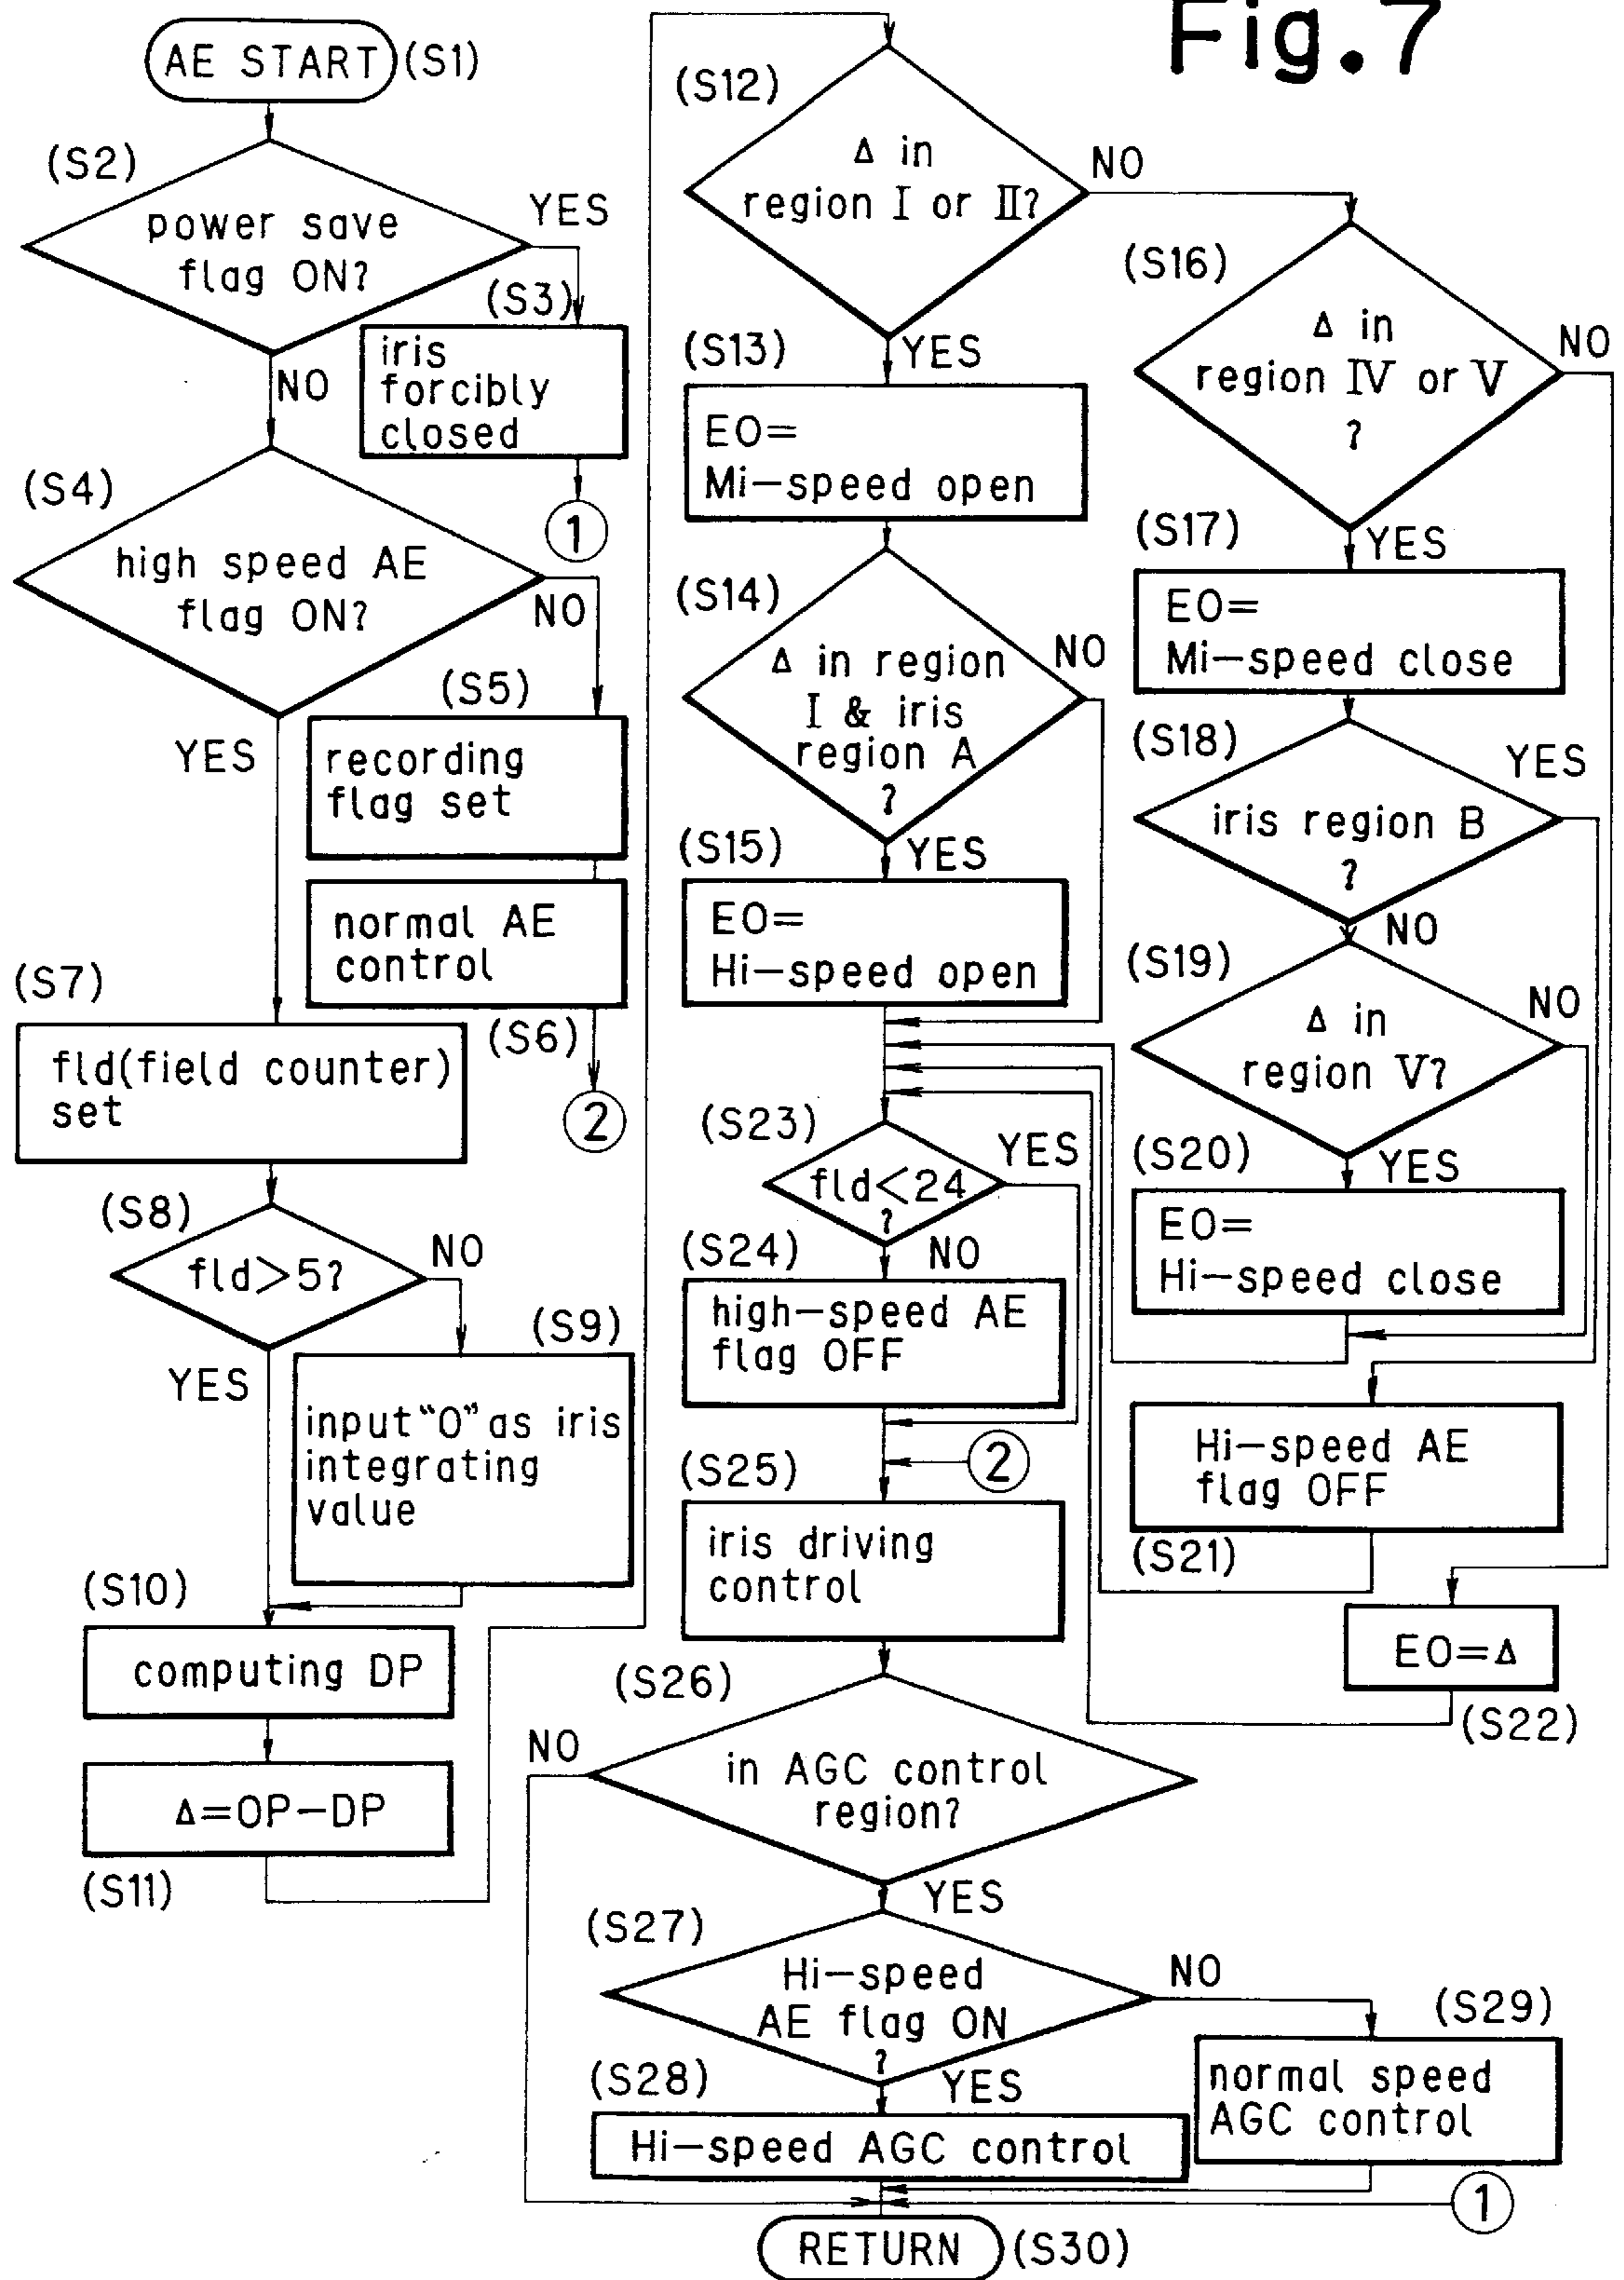 Fig.7
AE START (S1)
(S2)
power save
flag ON?
YES
NO
(S3)
iris
forcibly
closed
1
(S4)
high speed AE
flag ON?
NO
YES
(S5)
recording
flag set
normal AE
control
(S6)
2
(S7)
fld(field counter)
set
(S8)
fld>5?
NO
YES
(S9)
input "0" as iris
integrating
value
(S10)
computing DP
Δ=OP-DP
(S11)
(S12)
Δ in
region I or II?
NO
YES
(S13)
EO=
Mi-speed open
(S14)
Δ in region
I & iris
region A
?
NO
YES
(S15)
EO=
Hi-speed open
(S16)
Δ in
region IV or V
?
NO
YES
(S17)
EO=
Mi-speed close
(S18)
iris region B
?
YES
NO
(S19)
Δ in
region V?
NO
YES
(S20)
EO=
Hi-speed close
Hi-speed AE
flag OFF
(S21)
EO=Δ
(S22)
(S23)
fld<24
?
YES
NO
(S24)
high-speed AE
flag OFF
2
(S25)
iris driving
control
(S26)
in AGC control
region?
NO
YES
(S27)
Hi-speed
AE flag ON
?
NO
YES
(S28)
Hi-speed AGC control
(S29)
normal speed
AGC control
1
RETURN (S30)